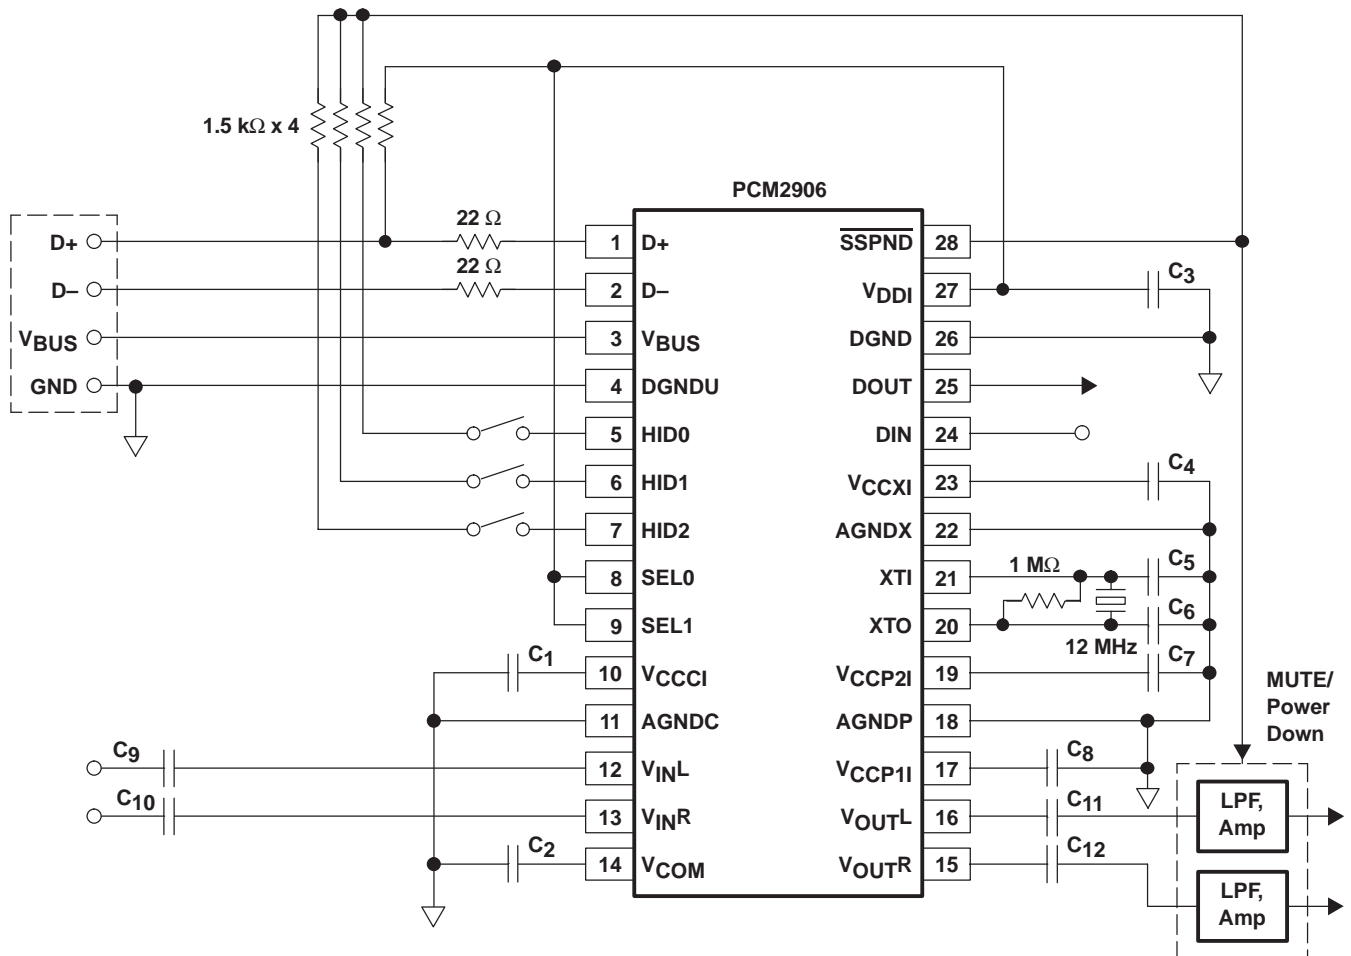 1.5 kΩ x 4
PCM2906
D+
D–
VBUS
GND
22 Ω
22 Ω
1 D+
2 D–
3 VBUS
4 DGNDU
5 HID0
6 HID1
7 HID2
8 SEL0
9 SEL1
10 VCCCI
11 AGNDC
12 VINL
13 VINR
14 VCOM
SSPND 28
VDDI 27
DGND 26
DOUT 25
DIN 24
VCCXI 23
AGNDX 22
XTI 21
XTO 20
VCCP2I 19
AGNDP 18
VCCP1I 17
VOUTL 16
VOUTR 15
C1
C9
C10
C2
C3
C4
1 MΩ
C5
C6
12 MHz
C7
C8
C11
C12
MUTE/
Power
Down
LPF,
Amp
LPF,
Amp